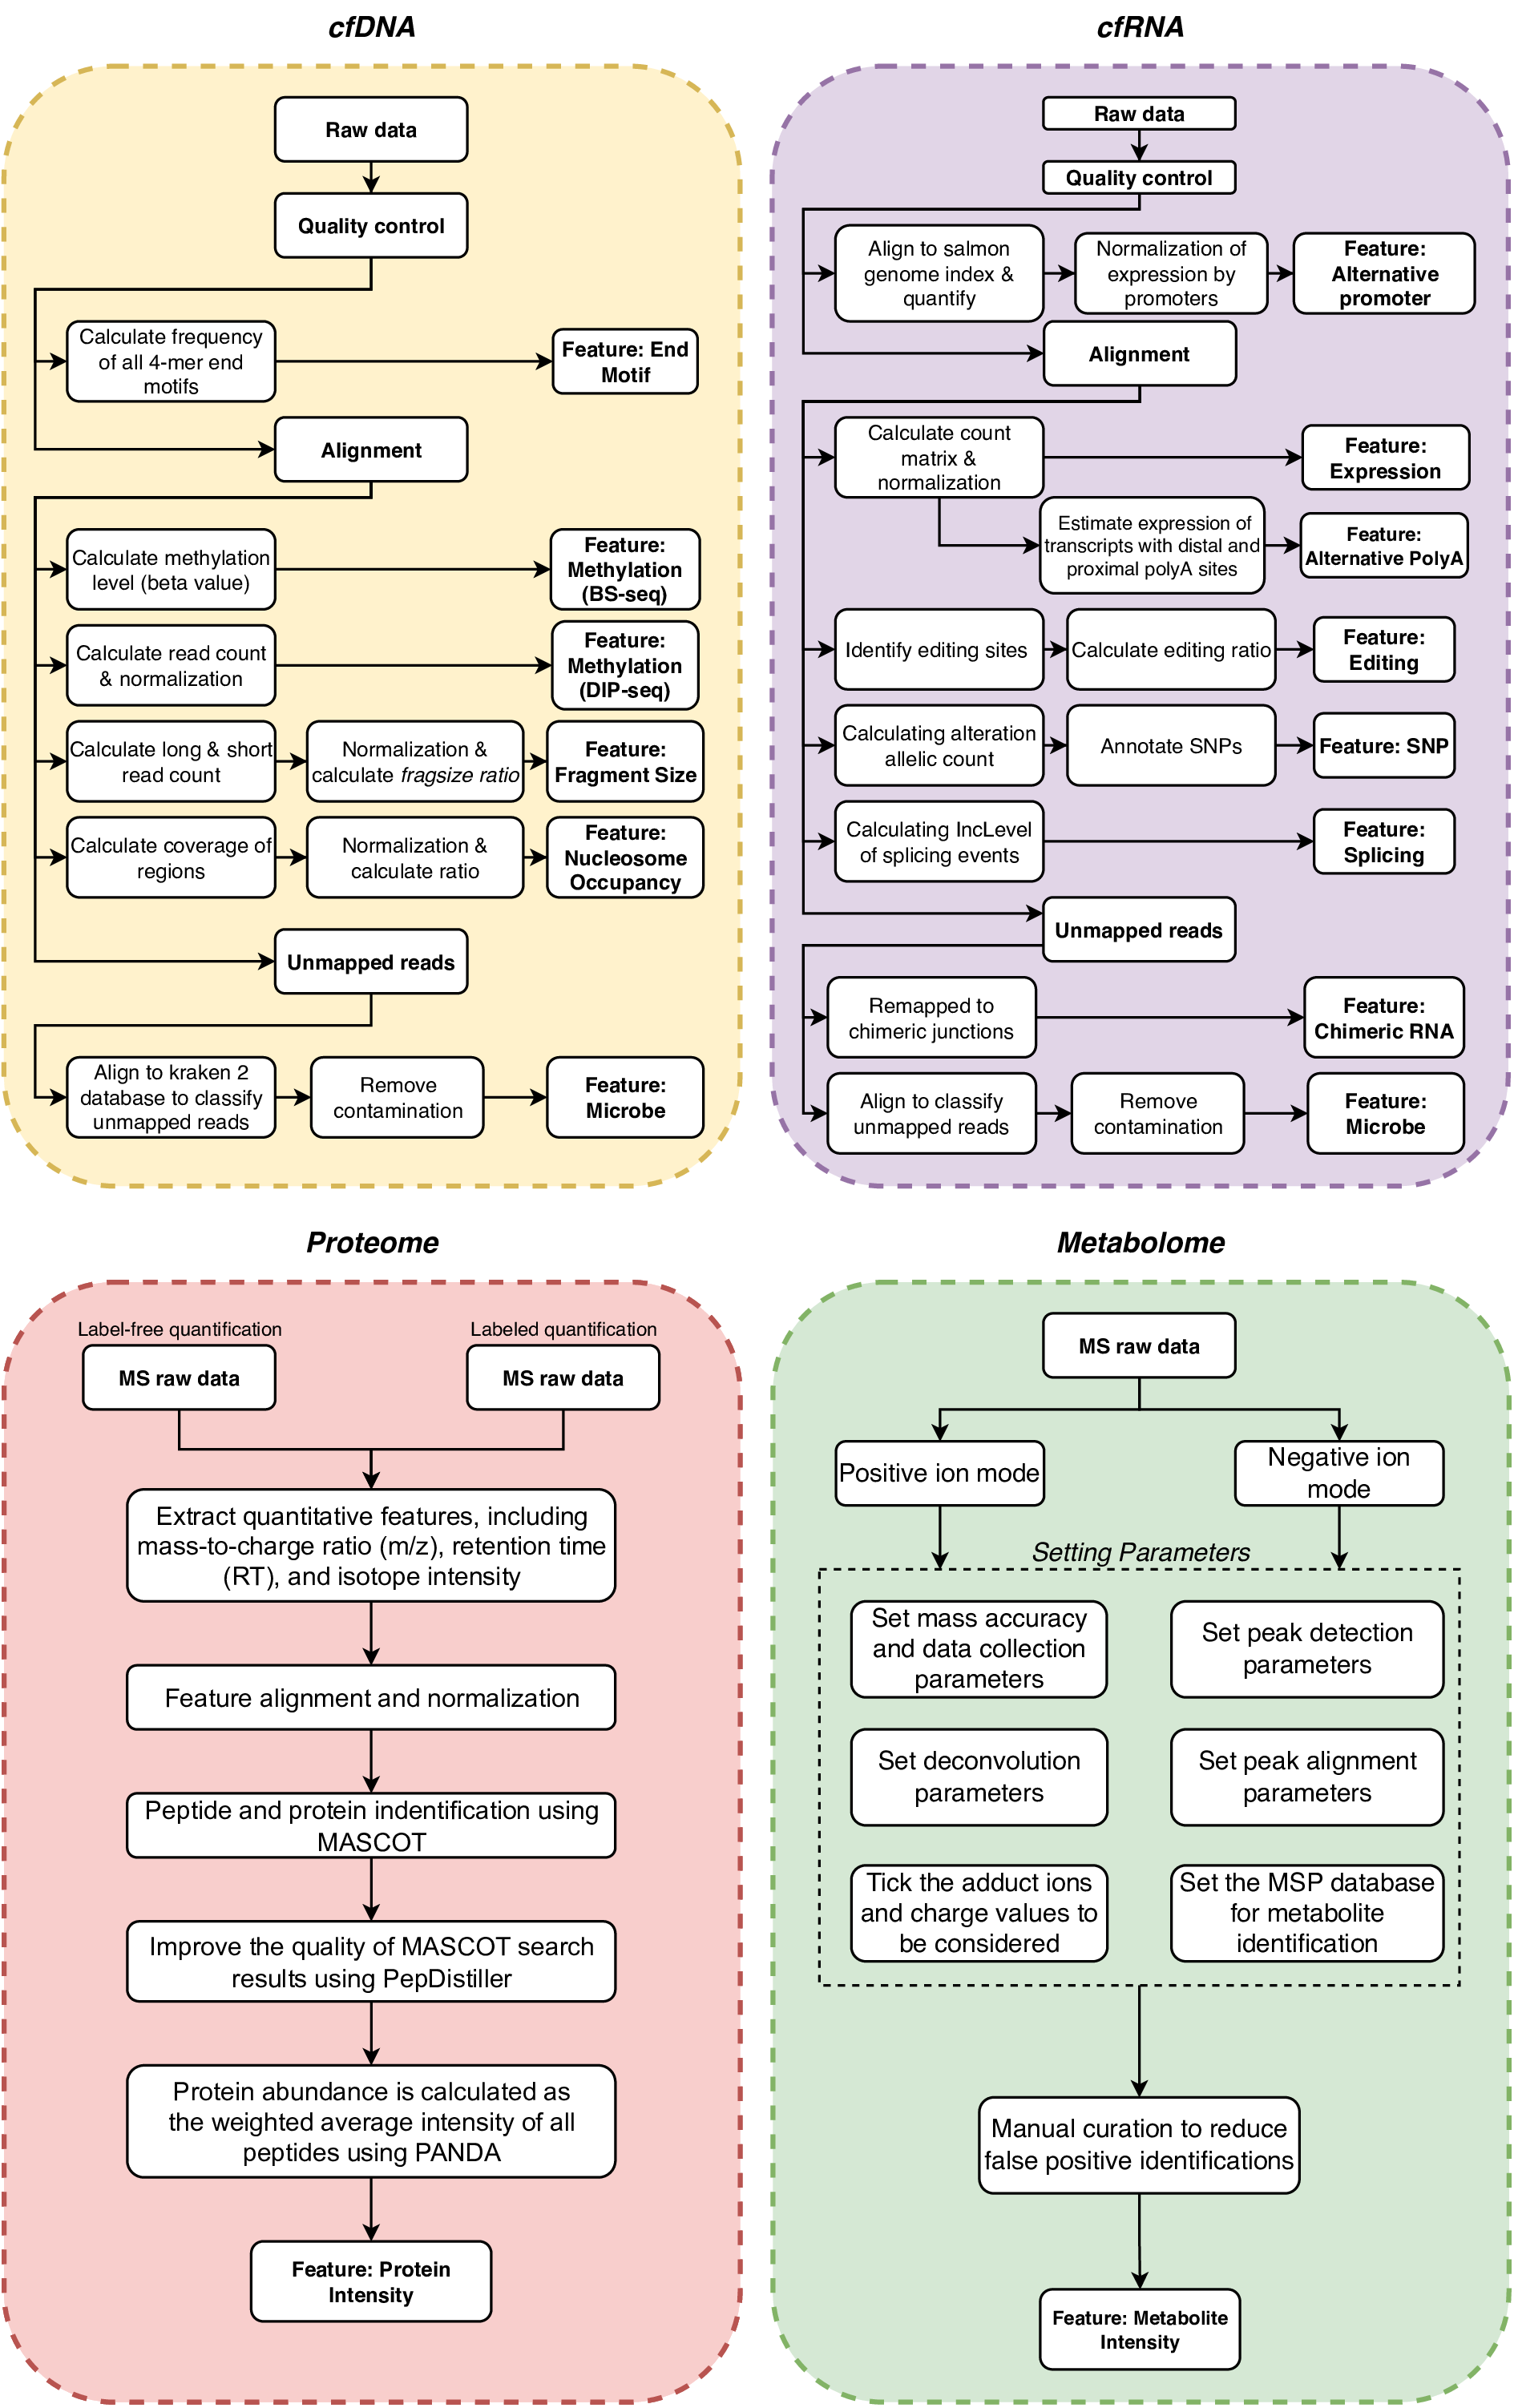 cfDNA
Raw data
Quality control
Calculate frequency
of all 4-mer end
motifs
Feature: End
Motif
Alignment
Calculate methylation
level (beta value)
Feature:
Methylation
(BS-seq)
Calculate read count
& normalization
Feature:
Methylation
(DIP-seq)
Calculate long & short
read count
Normalization &
calculate fragsize ratio
Feature:
Fragment Size
Calculate coverage of
regions
Normalization &
calculate ratio
Feature:
Nucleosome
Occupancy
Unmapped reads
Align to kraken 2
database to classify
unmapped reads
Remove
contamination
Feature:
Microbe
cfRNA
Raw data
Quality control
Align to salmon
genome index &
quantify
Normalization of
expression by
promoters
Feature:
Alternative
promoter
Alignment
Calculate count
matrix &
normalization
Feature:
Expression
Estimate expression of
transcripts with distal and
proximal polyA sites
Feature:
Alternative PolyA
Identify editing sites
Calculate editing ratio
Feature:
Editing
Calculating alteration
allelic count
Annotate SNPs
Feature: SNP
Calculating IncLevel
of splicing events
Feature:
Splicing
Unmapped reads
Remapped to
chimeric junctions
Feature:
Chimeric RNA
Align to classify
unmapped reads
Remove
contamination
Feature:
Microbe
Proteome
Label-free quantification
MS raw data
Labeled quantification
MS raw data
Extract quantitative features, including
mass-to-charge ratio (m/z), retention time
(RT), and isotope intensity
Feature alignment and normalization
Peptide and protein indentification using
MASCOT
Improve the quality of MASCOT search
results using PepDistiller
Protein abundance is calculated as
the weighted average intensity of all
peptides using PANDA
Feature: Protein
Intensity
Metabolome
MS raw data
Positive ion mode
Negative ion
mode
Setting Parameters
Set mass accuracy
and data collection
parameters
Set peak detection
parameters
Set deconvolution
parameters
Set peak alignment
parameters
Tick the adduct ions
and charge values to
be considered
Set the MSP database
for metabolite
identification
Manual curation to reduce
false positive identifications
Feature: Metabolite
Intensity